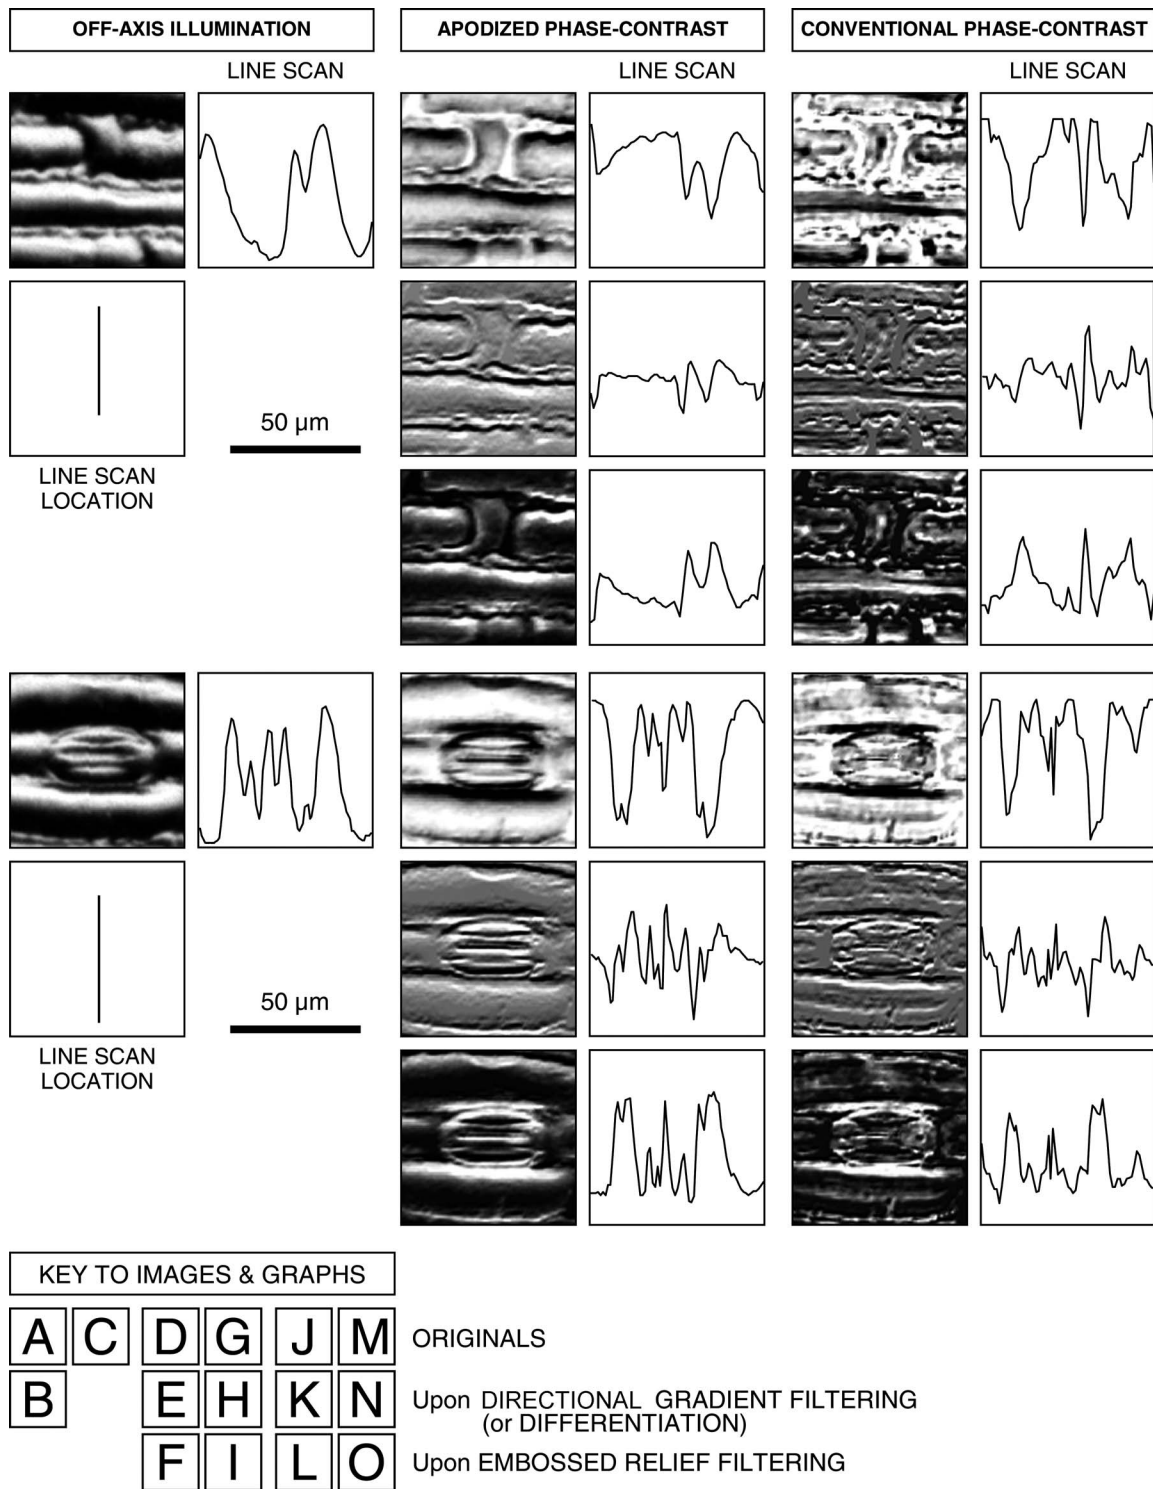 OFF-AXIS ILLUMINATION
APODIZED PHASE-CONTRAST
CONVENTIONAL PHASE-CONTRAST
LINE SCAN
LINE SCAN
LINE SCAN
50 µm
LINE SCAN
LOCATION
50 µm
LINE SCAN
LOCATION
KEY TO IMAGES & GRAPHS
A C D G J M ORIGINALS
B E H K N Upon DIRECTIONAL GRADIENT FILTERING
(or DIFFERENTIATION)
F I L O Upon EMBOSSED RELIEF FILTERING